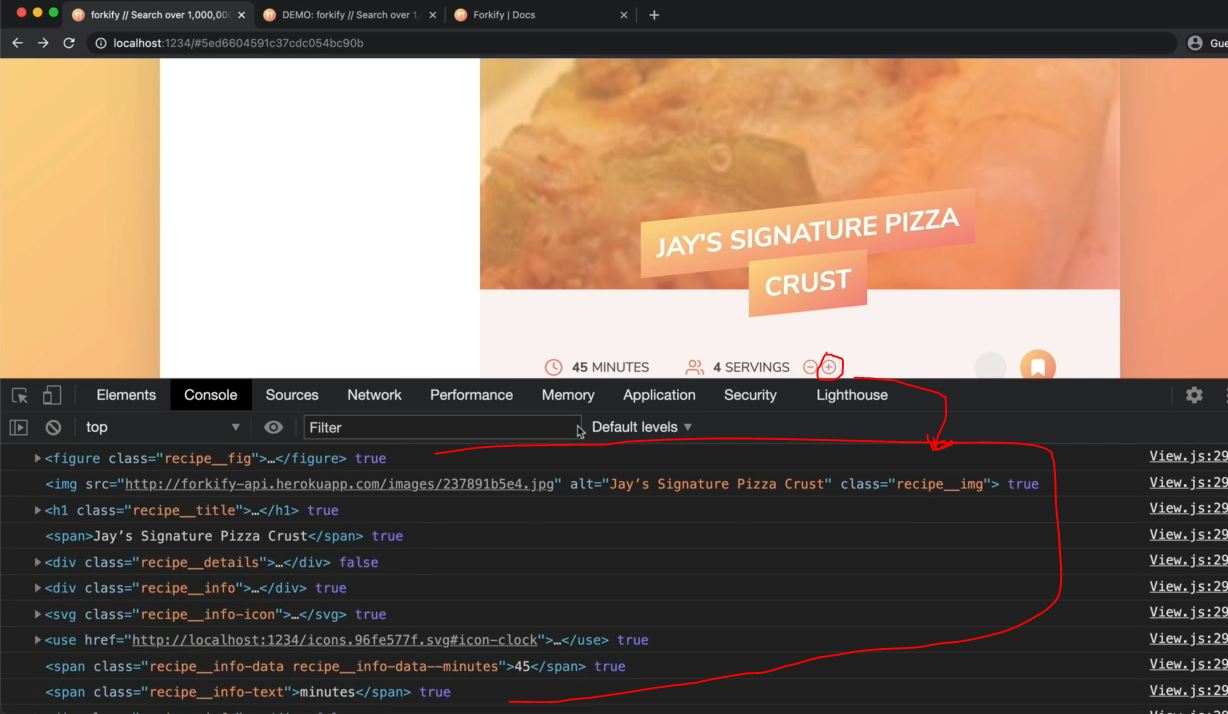 forkify // Search over 1,000,00
DEMO: forkify // Search over 1,
Forkify | Docs
localhost:1234/#5ed6604591c37cdc054bc90b
Gue
JAY'S SIGNATURE PIZZA
CRUST
45 MINUTES
4 SERVINGS
Elements
Console
Sources
Network
Performance
Memory
Application
Security
Lighthouse
top
Filter
Default levels
<figure class="recipe__fig">…</figure> true
View.js:29
<img src="http://forkify-api.herokuapp.com/images/237891b5e4.jpg" alt="Jay’s Signature Pizza Crust" class="recipe__img"> true
View.js:29
<h1 class="recipe__title">…</h1> true
View.js:29
<span>Jay’s Signature Pizza Crust</span> true
View.js:29
<div class="recipe__details">…</div> false
View.js:29
<div class="recipe__info">…</div> true
View.js:29
<svg class="recipe__info-icon">…</svg> true
View.js:29
<use href="http://localhost:1234/icons.96fe577f.svg#icon-clock">…</use> true
View.js:29
<span class="recipe__info-data recipe__info-data--minutes">45</span> true
View.js:29
<span class="recipe__info-text">minutes</span> true
View.js:29